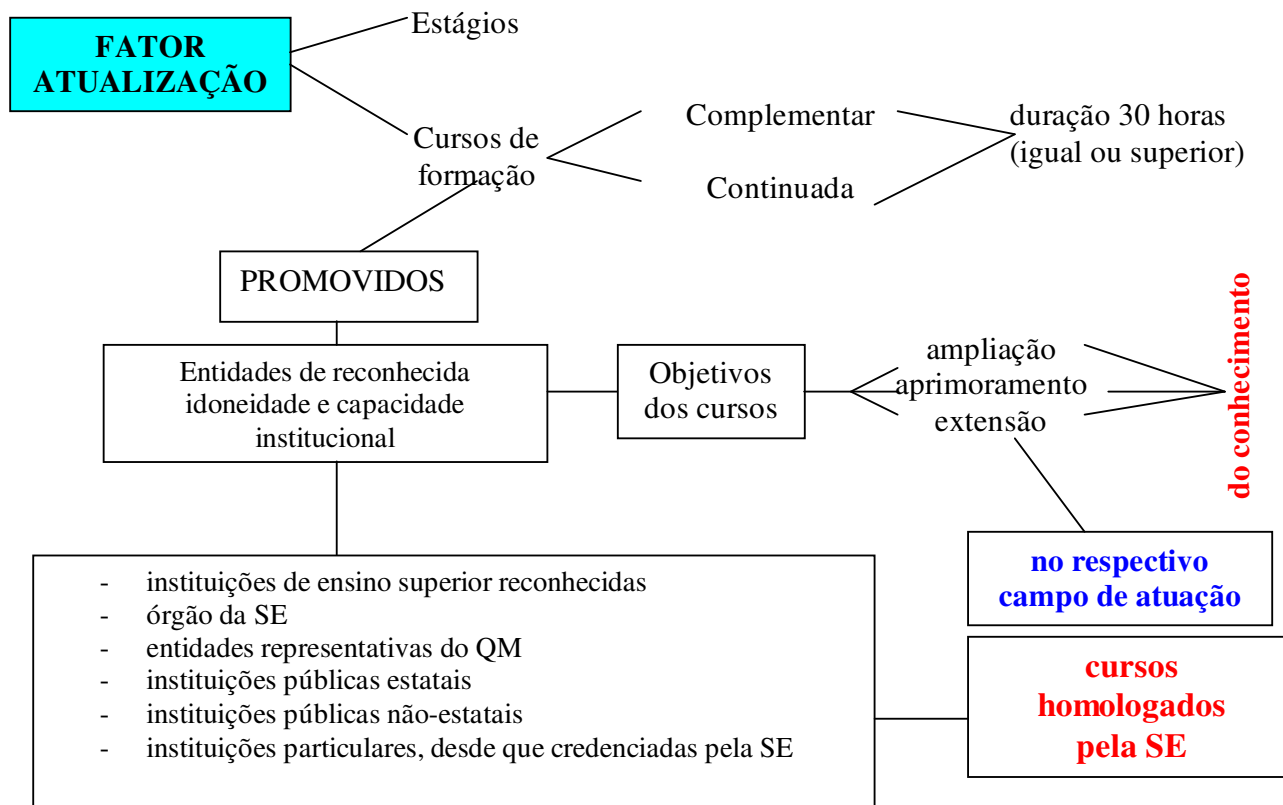 FATOR
ATUALIZAÇÃO
Estágios
Cursos de
formação
Complementar
Continuada
duração 30 horas
(igual ou superior)
PROMOVIDOS
Entidades de reconhecida
idoneidade e capacidade
institucional
Objetivos
dos cursos
ampliação
aprimoramento
extensão
do conhecimento
no respectivo
campo de atuação
- instituições de ensino superior reconhecidas
- órgão da SE
- entidades representativas do QM
- instituições públicas estatais
- instituições públicas não-estatais
- instituições particulares, desde que credenciadas pela SE
cursos
homologados
pela SE